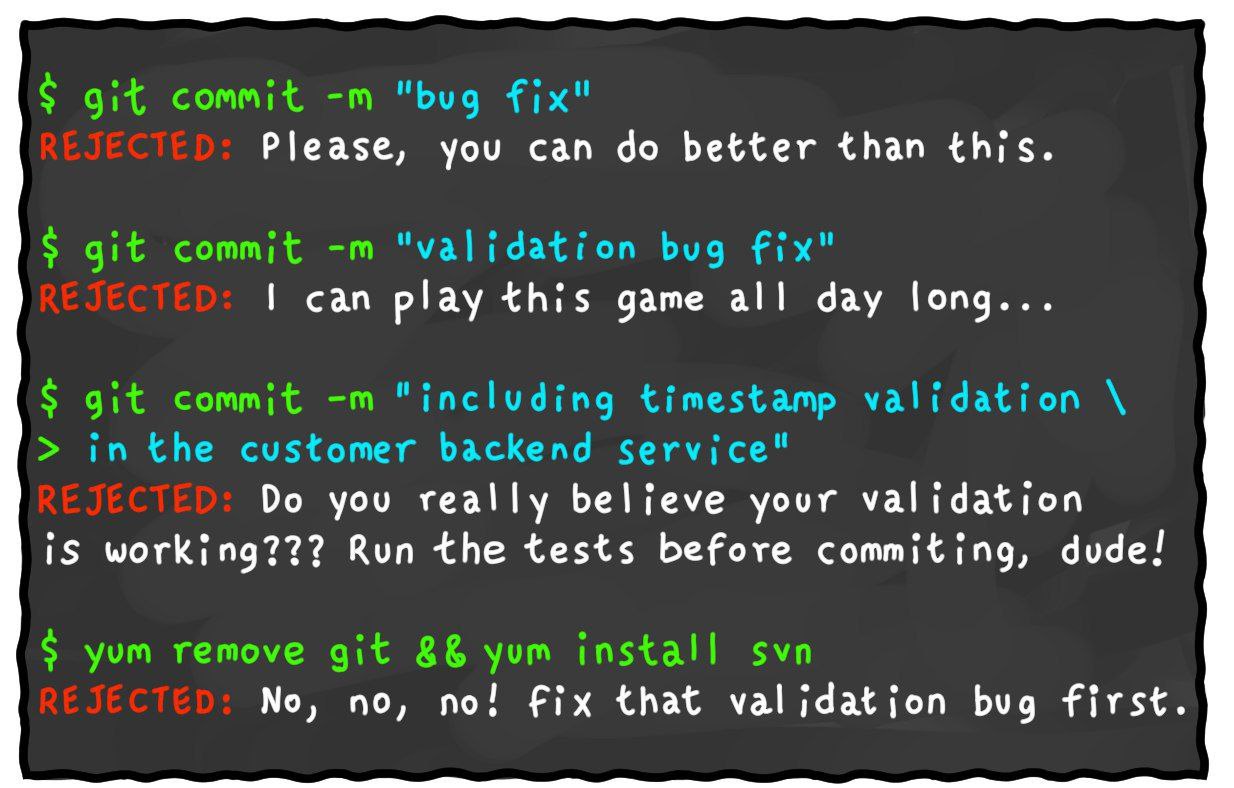 $ git commit -m "bug fix"
REJECTED: Please, you can do better than this.
$ git commit -m "validation bug fix"
REJECTED: I can play this game all day long...
$ git commit -m "including timestamp validation \
> in the customer backend service"
REJECTED: Do you really believe your validation
is working??? Run the tests before commiting, dude!
$ yum remove git && yum install svn
REJECTED: No, no, no! fix that validation bug first.